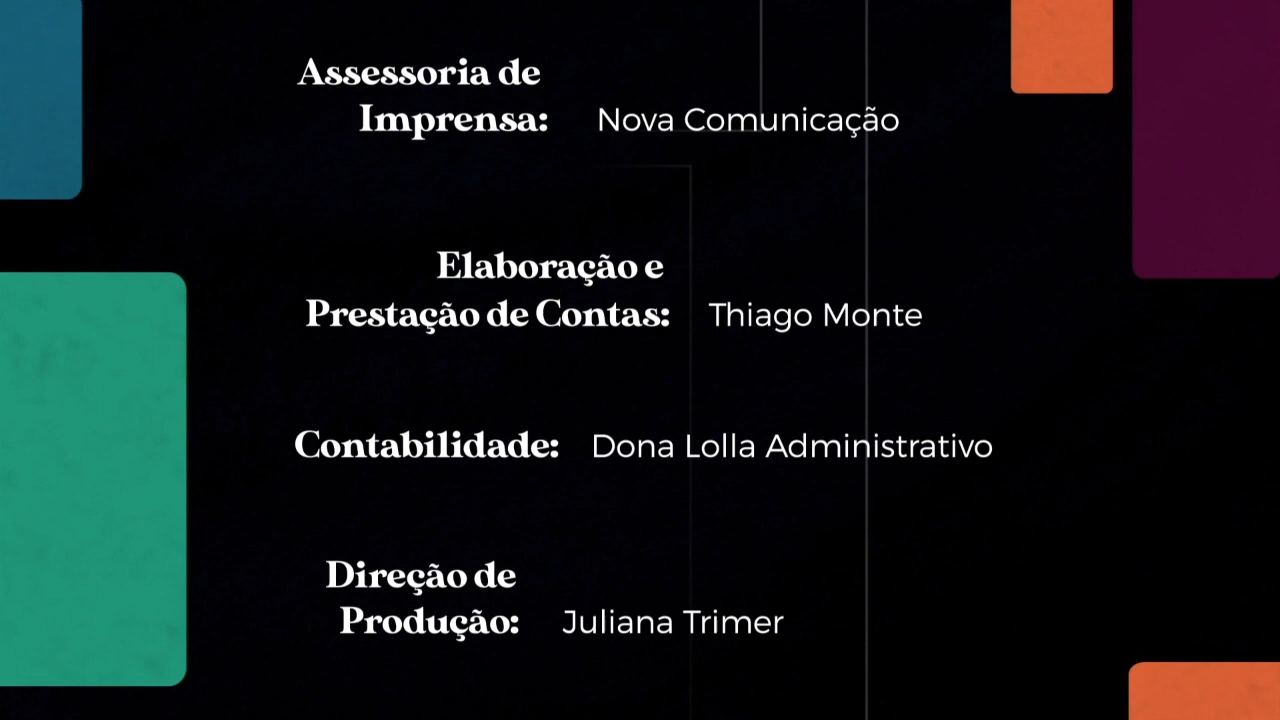 Assessoria de
Imprensa: Nova Comunicação
Elaboração e
Prestação de Contas: Thiago Monte
Contabilidade: Dona Lolla Administrativo
Direção de
Produção: Juliana Trimer